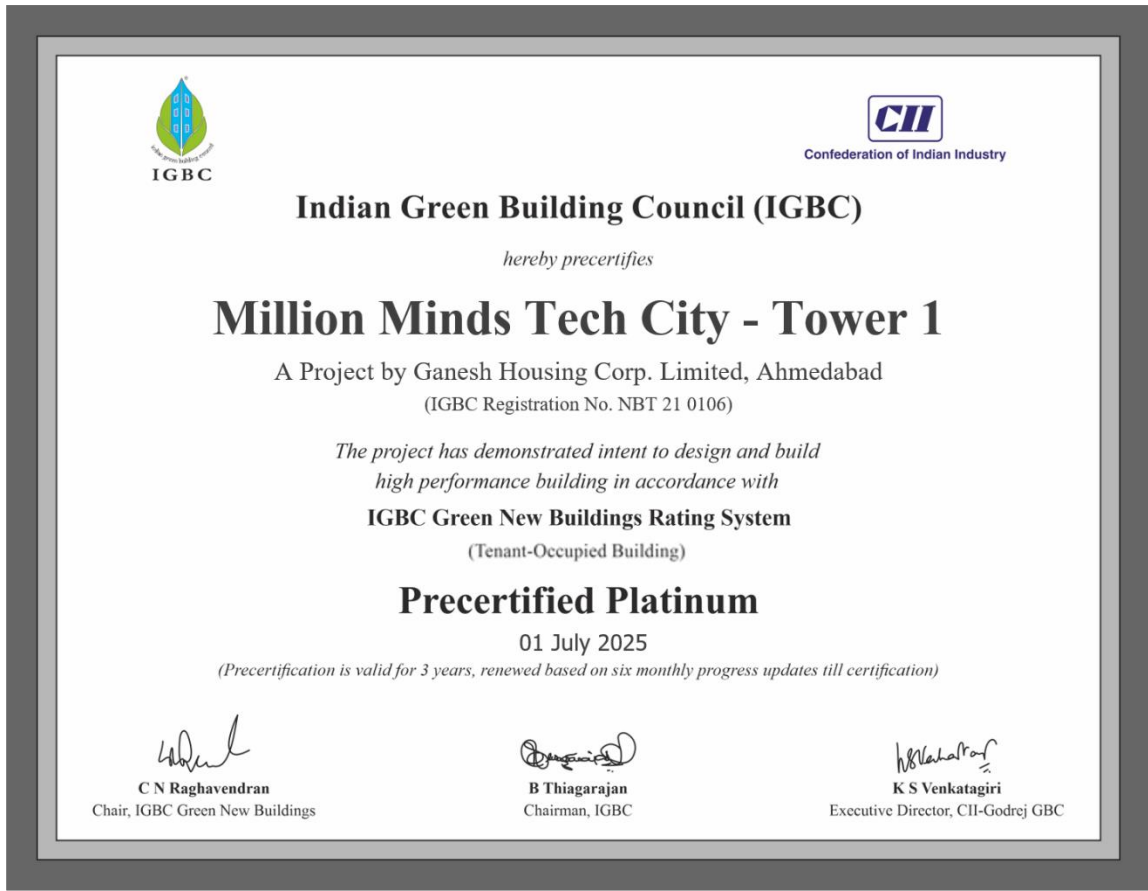 indian green building council
IGBC
CII
Confederation of Indian Industry
Indian Green Building Council (IGBC)
hereby precertifies
Million Minds Tech City - Tower 1
A Project by Ganesh Housing Corp. Limited, Ahmedabad
(IGBC Registration No. NBT 21 0106)
The project has demonstrated intent to design and build
high performance building in accordance with
IGBC Green New Buildings Rating System
(Tenant-Occupied Building)
Precertified Platinum
01 July 2025
(Precertification is valid for 3 years, renewed based on six monthly progress updates till certification)
C N Raghavendran
Chair, IGBC Green New Buildings
B Thiagarajan
Chairman, IGBC
K S Venkatagiri
Executive Director, CII-Godrej GBC